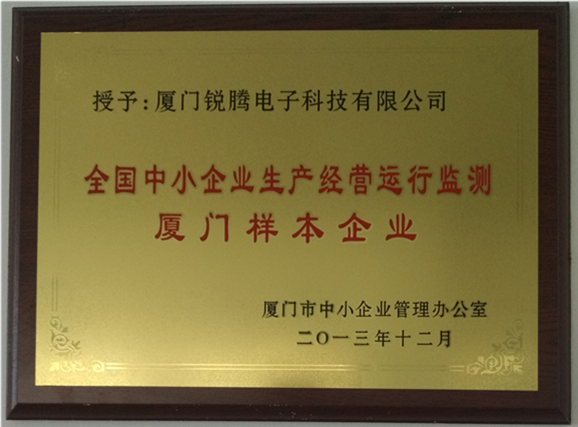 授予：厦门锐腾电子科技有限公司
全国中小企业生产经营运行监测
厦门样本企业
厦门市中小企业管理办公室
二〇一三年十二月